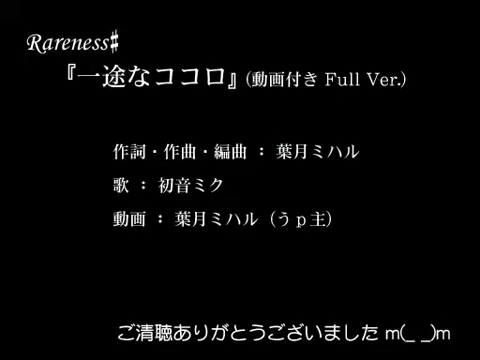 Rareness♯
『一途なココロ』(動画付き Full Ver.)
作詞・作曲・編曲 : 葉月ミハル
歌 : 初音ミク
動画 : 葉月ミハル (うｐ主)
ご清聴ありがとうございました m(_ _)m